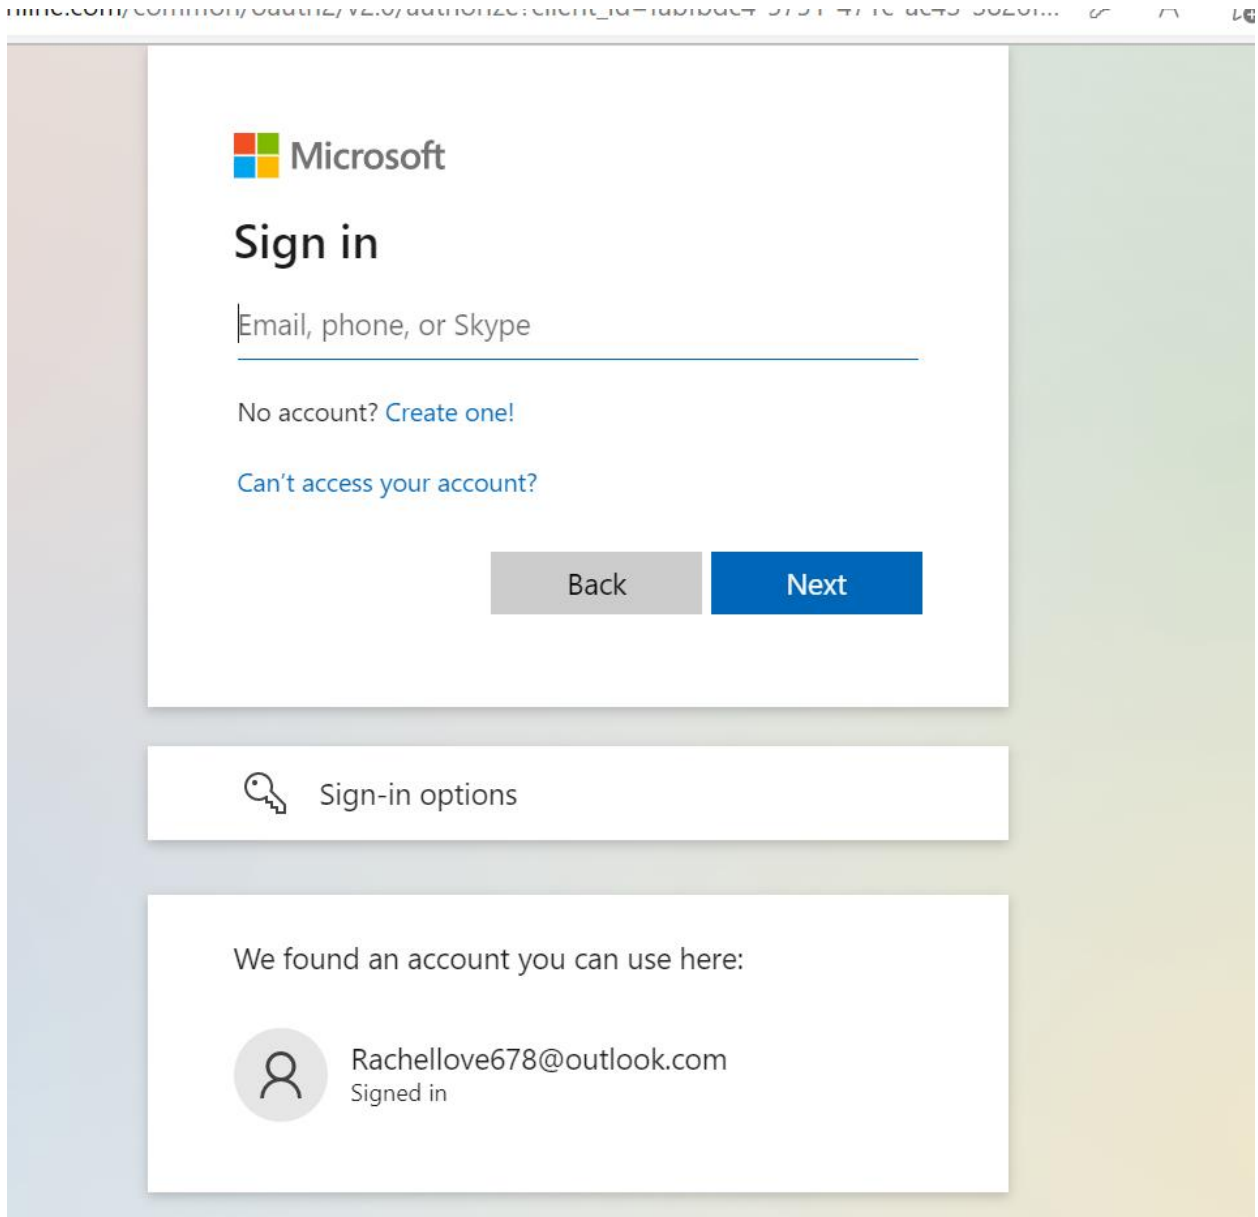 Microsoft
Sign in
Email, phone, or Skype
No account? Create one!
Can't access your account?
Back Next
Sign-in options
We found an account you can use here:
Rachellove678@outlook.com
Signed in